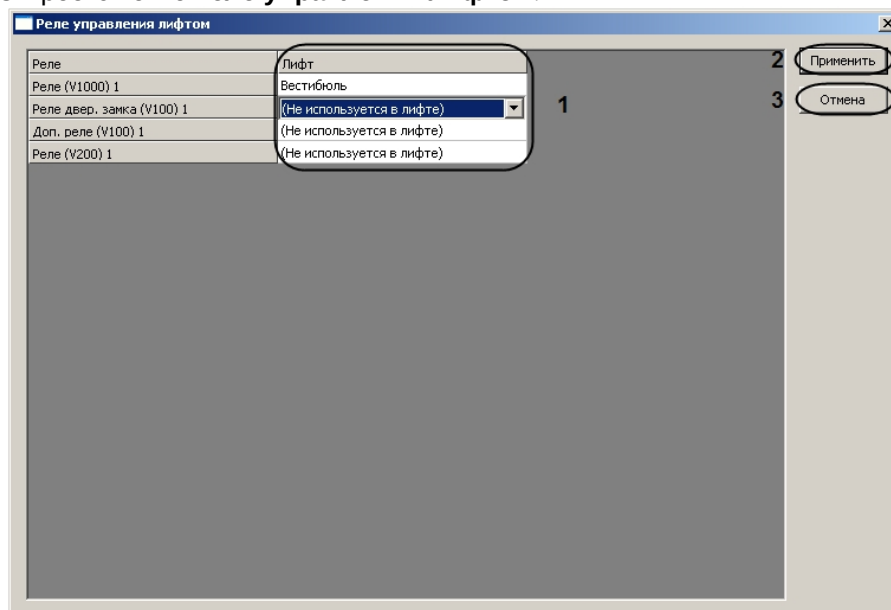 Реле управления лифтом
Реле Лифт
Реле (V1000) 1 Вестибюль
Реле двер. замка (V100) 1 (Не используется в лифте)
Доп. реле (V100) 1 (Не используется в лифте)
Реле (V200) 1 (Не используется в лифте)
1
2 Применить
3 Отмена